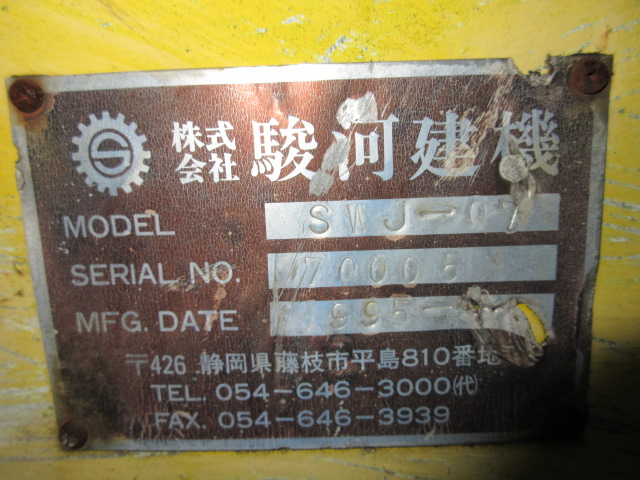 株式会社 駿河建機
MODEL SWJ-07
SERIAL NO. 700051
MFG. DATE 1995-
〒426 静岡県藤枝市平島810番地
TEL. 054-646-3000(代)
FAX. 054-646-3939